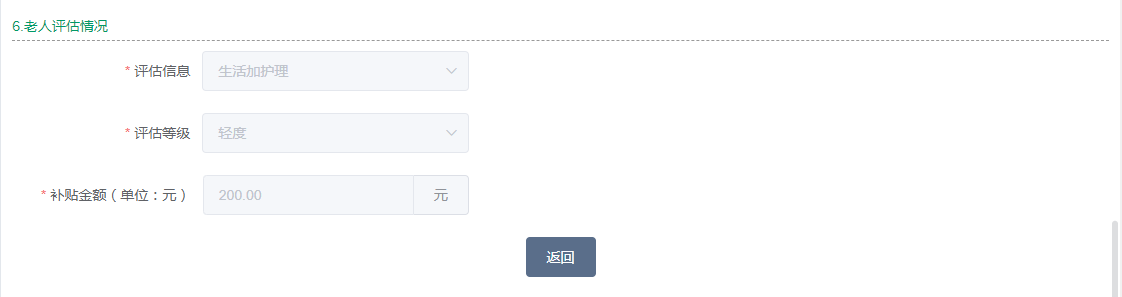 6.老人评估情况
* 评估信息 生活加护理
* 评估等级 轻度
* 补贴金额（单位：元） 200.00 元
返回